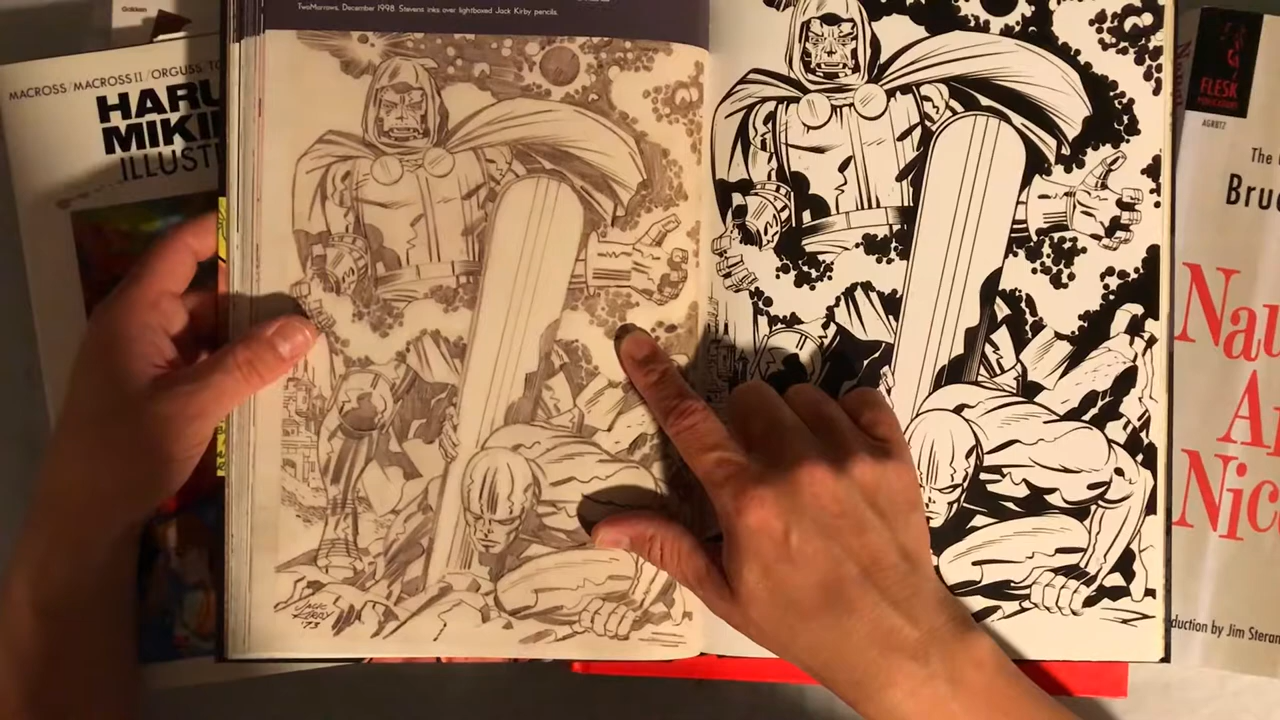 Gakken
MACROSS/MACROSS II/ORGUSS, TO
HARU
MIKI
ILLUST
TwoMorrows, December 1998. Stevens inks over lightboxed Jack Kirby pencils.
JACK
KIRBY
'73
FLESK
PUBLICATIONS
The
Bruc
Nau
A
Nic
duction by Jim Steran